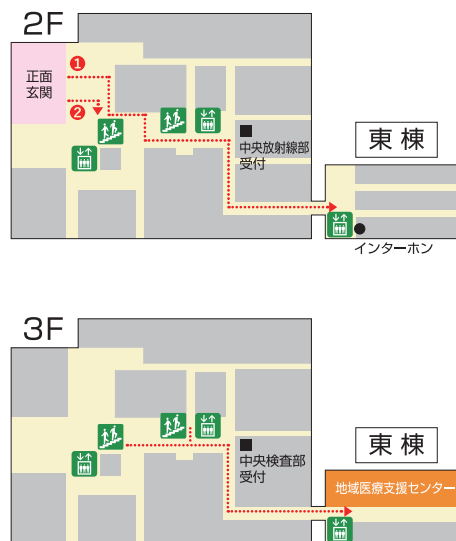 2F
正面
玄関
1
2
中央放射線部
受付
東棟
インターホン
3F
中央検査部
受付
東棟
地域医療支援センター